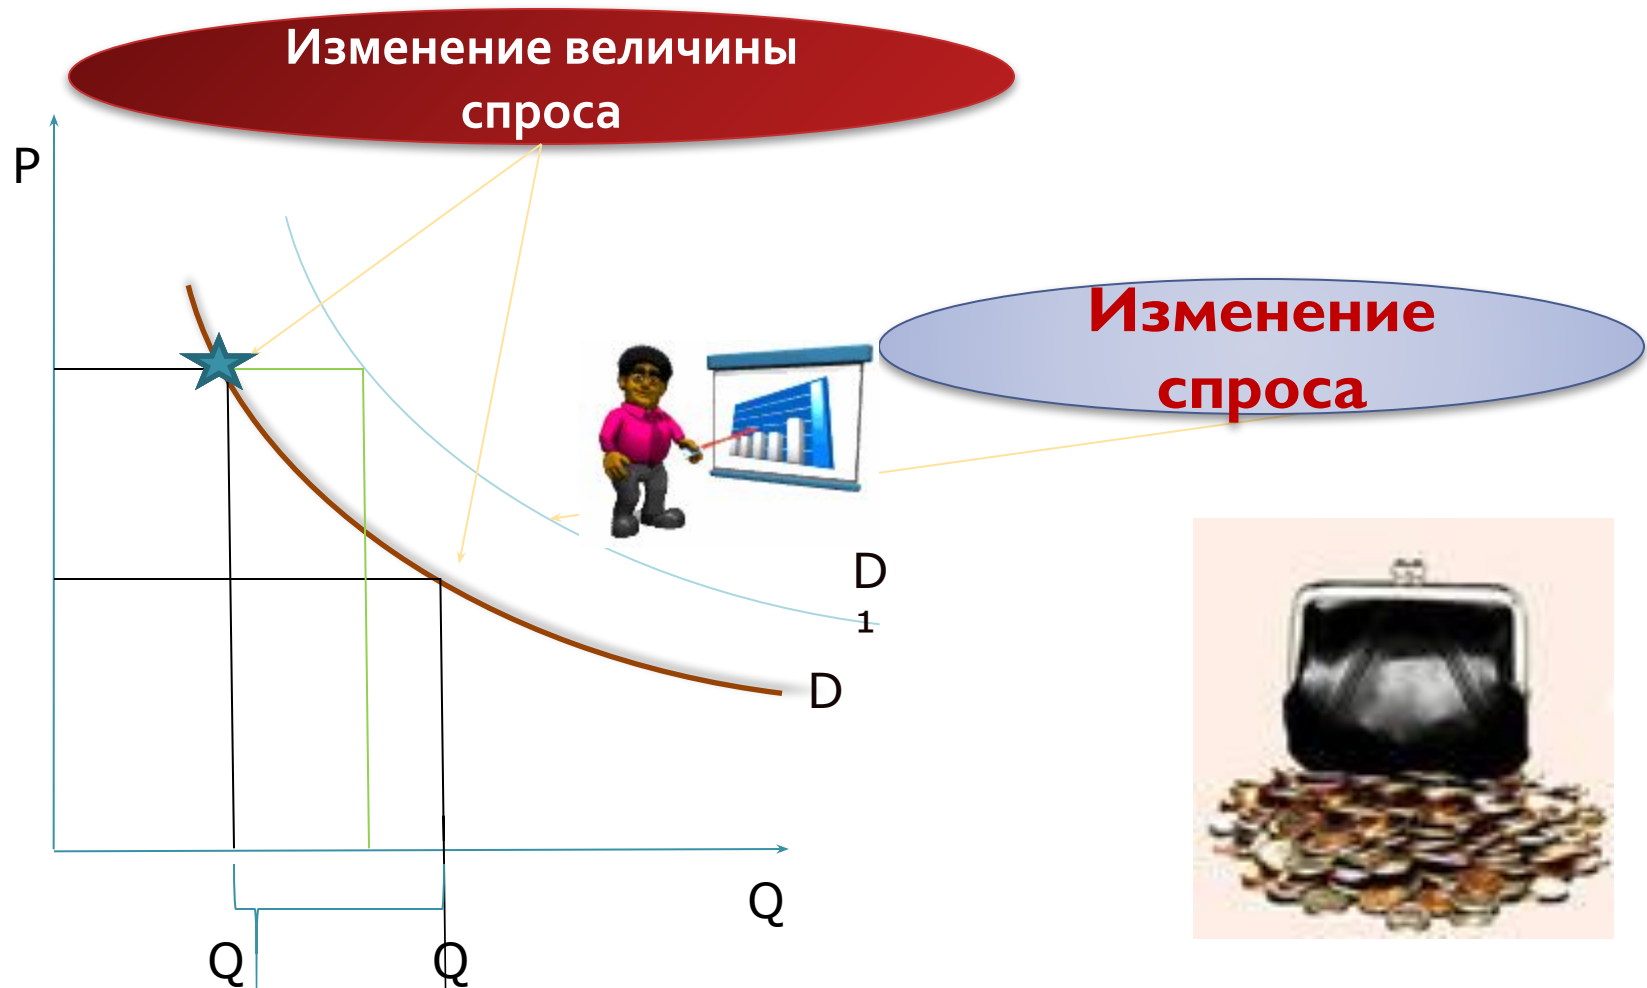 Изменение величины
спроса
P
Изменение
спроса
D
1
D
Q
Q
Q